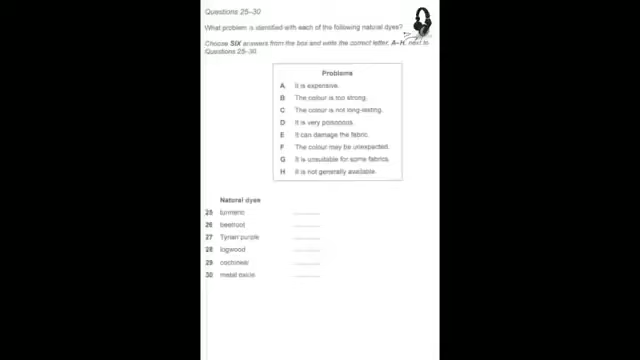 Questions 25–30
What problem is identified with each of the following natural dyes?
Choose SIX answers from the box and write the correct letter, A–H, next to
Questions 25–30.
Problems
A It is expensive.
B The colour is too strong.
C The colour is not long-lasting.
D It is very poisonous.
E It can damage the fabric.
F The colour may be unexpected.
G It is unsuitable for some fabrics.
H It is not generally available.
Natural dyes
25 turmeric ............
26 beetroot ............
27 Tyrian purple ............
28 logwood ............
29 cochineal ............
30 metal oxide ............